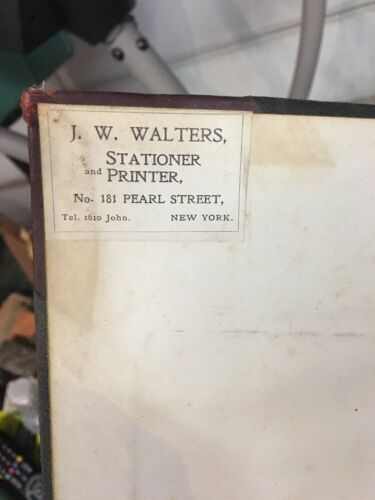 J. W. WALTERS,
STATIONER
and PRINTER,
No. 181 PEARL STREET,
Tel. 1610 John. NEW YORK.